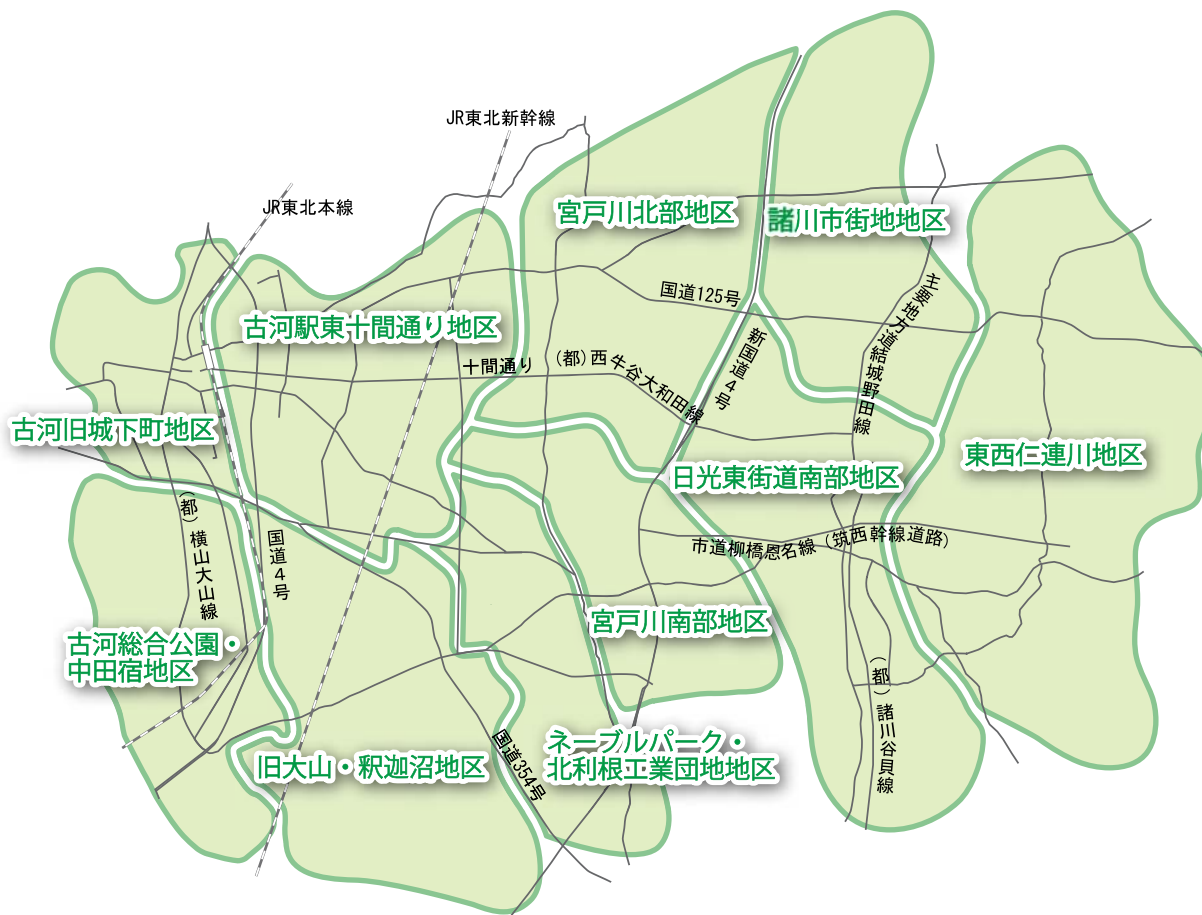 JR東北新幹線
JR東北本線
宮戸川北部地区
諸川市街地地区
国道125号
主要地方道結城野田線
古河駅東十間通り地区
新国道4号
十間通り
(都)西牛谷大和田線
古河旧城下町地区
東西仁連川地区
日光東街道南部地区
(都)横山大山線
国道4号
市道柳橋恩名線(筑西幹線道路)
宮戸川南部地区
古河総合公園・
中田宿地区
(都)諸川谷貝線
国道354号
ネーブルパーク・
北利根工業団地地区
旧大山・釈迦沼地区